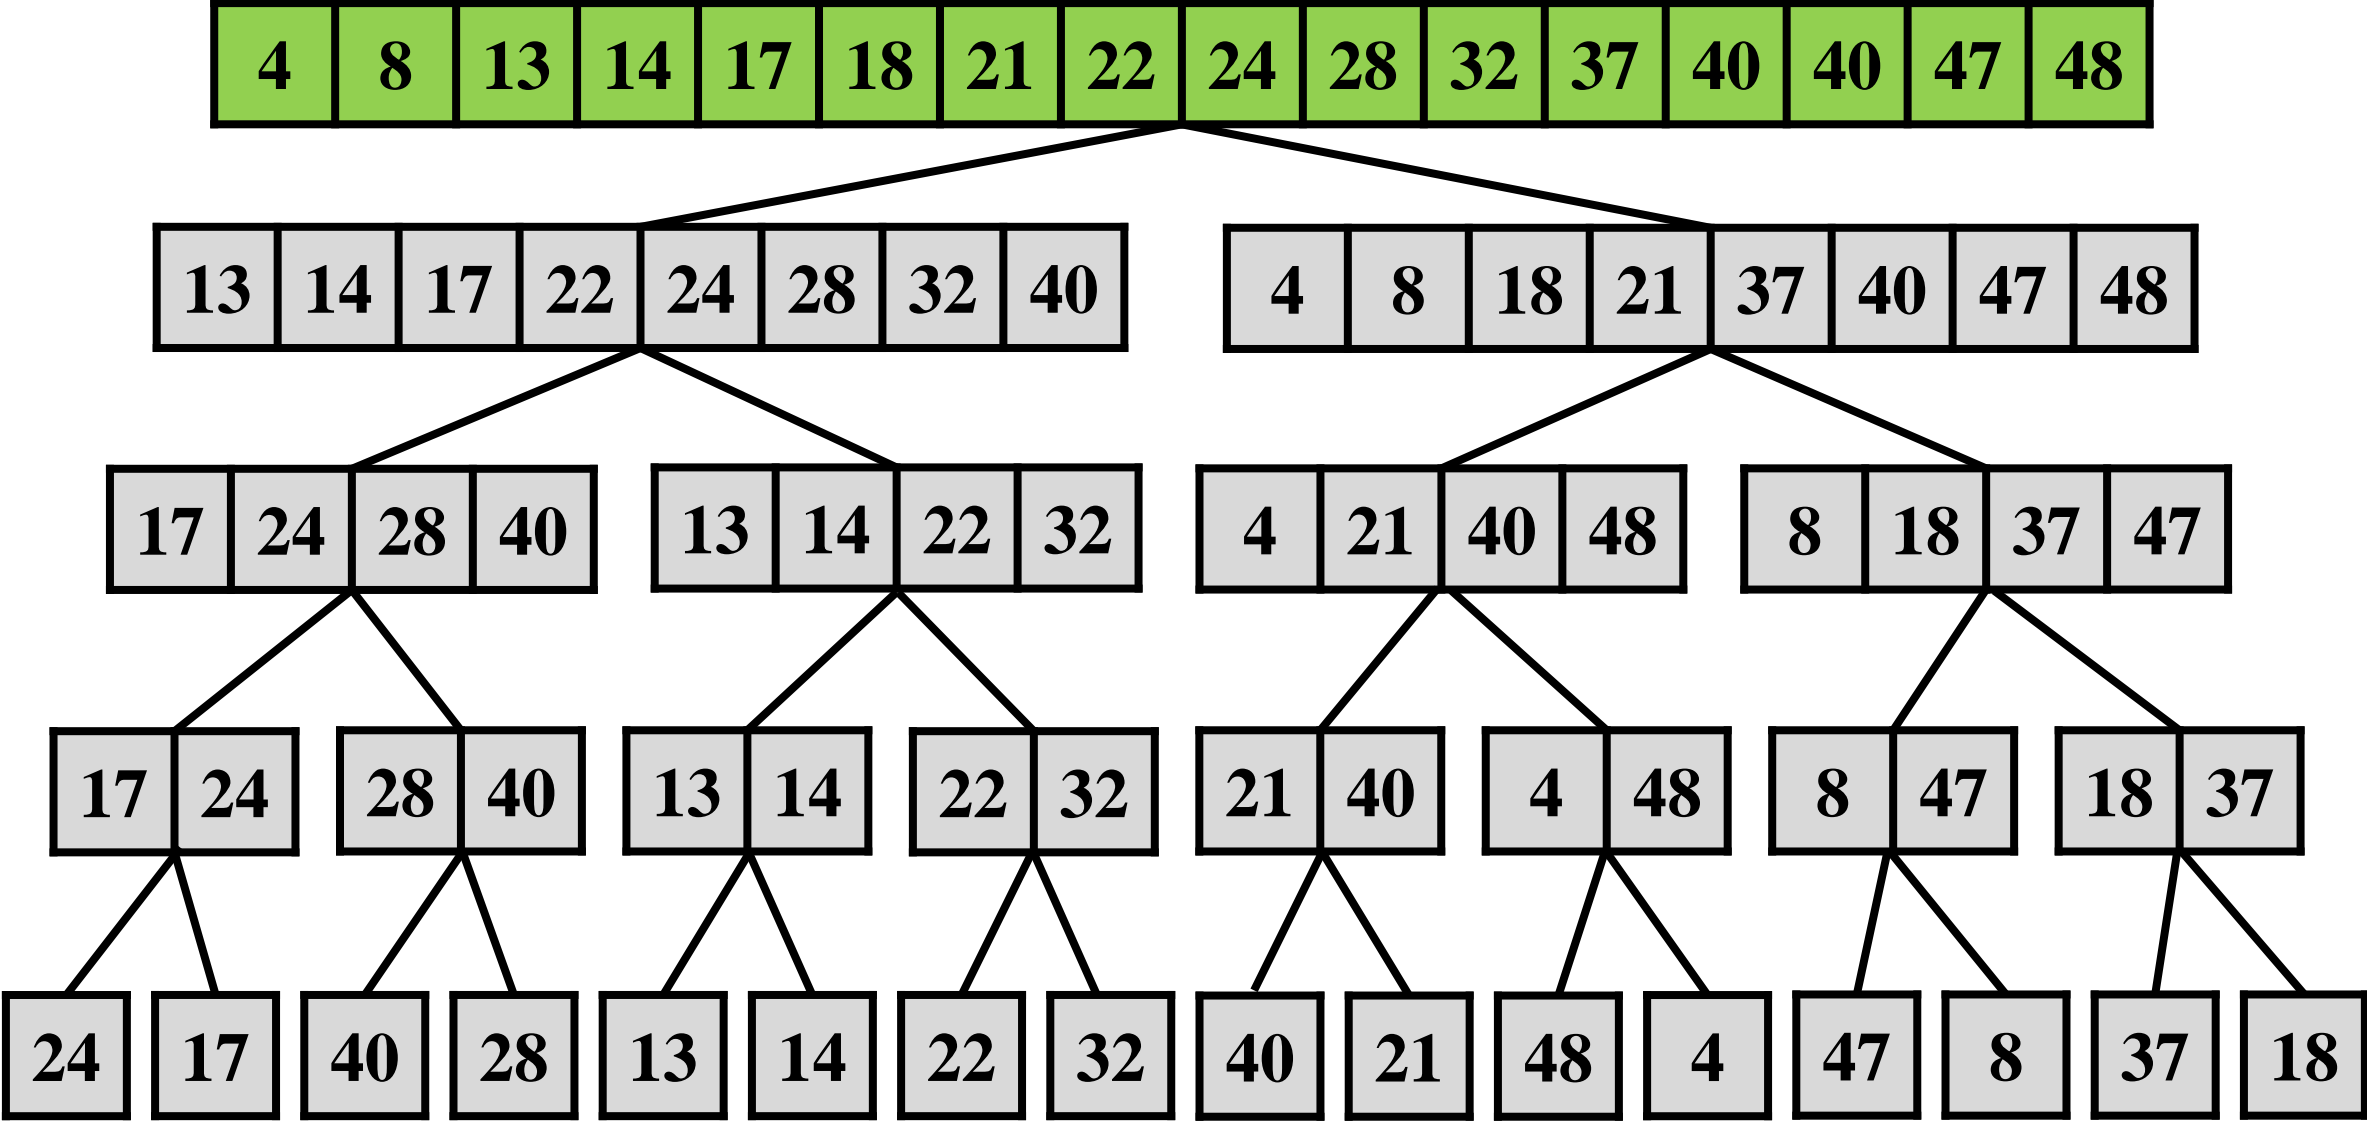 4 8 13 14 17 18 21 22 24 28 32 37 40 40 47 48
13 14 17 22 24 28 32 40 4 8 18 21 37 40 47 48
17 24 28 40 13 14 22 32 4 21 40 48 8 18 37 47
17 24 28 40 13 14 22 32 21 40 4 48 8 47 18 37
24 17 40 28 13 14 22 32 40 21 48 4 47 8 37 18